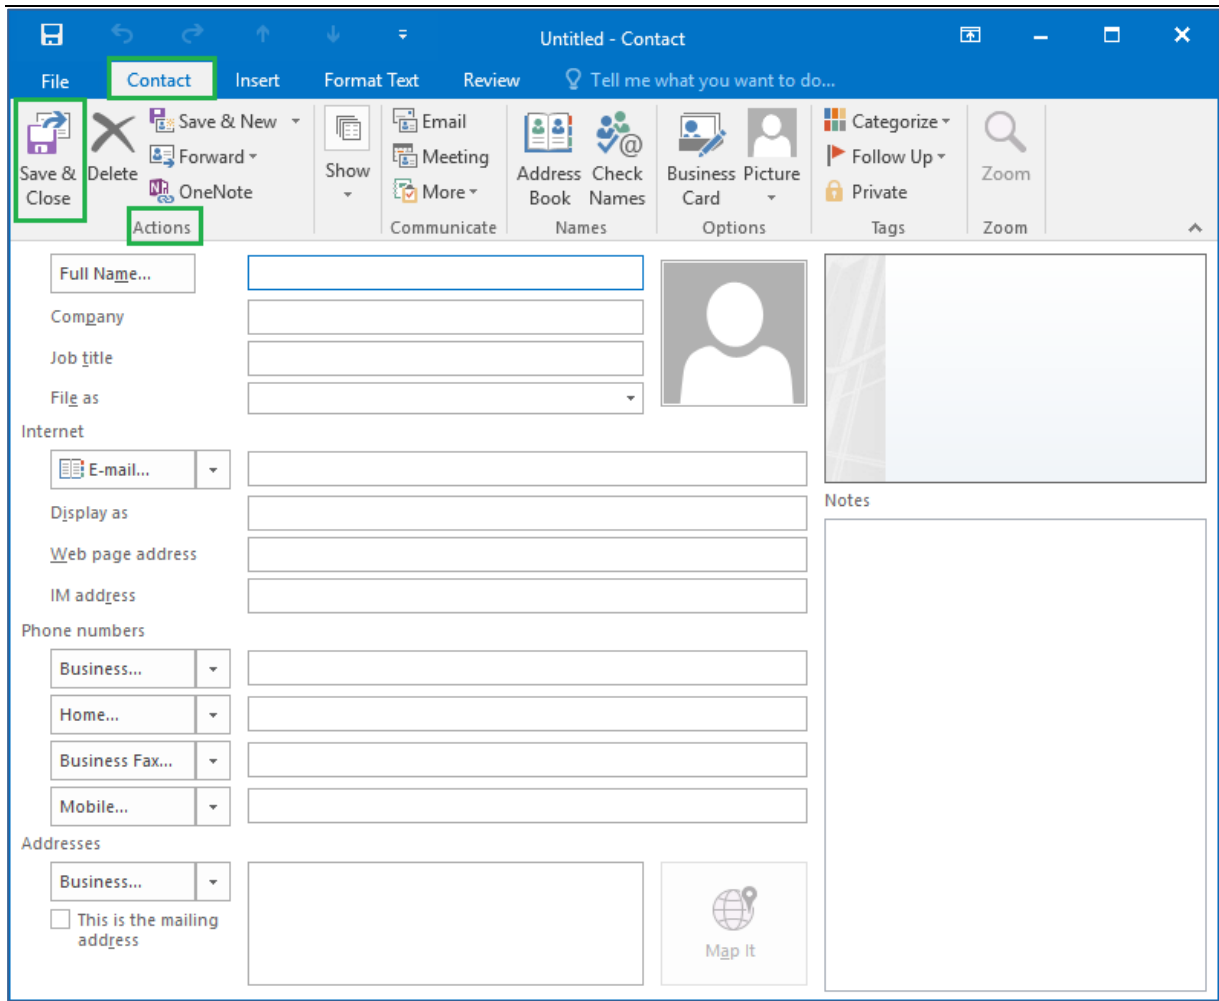 Untitled - Contact
File Contact Insert Format Text Review Tell me what you want to do...
Save & Close
Delete
Save & New
Forward
OneNote
Actions
Show
Email
Meeting
More
Communicate
Address Book
Check Names
Names
Business Card
Picture
Options
Categorize
Follow Up
Private
Tags
Zoom
Zoom
Full Name...
Company
Job title
File as
Internet
E-mail...
Display as
Web page address
IM address
Phone numbers
Business...
Home...
Business Fax...
Mobile...
Addresses
Business...
This is the mailing
address
Map It
Notes